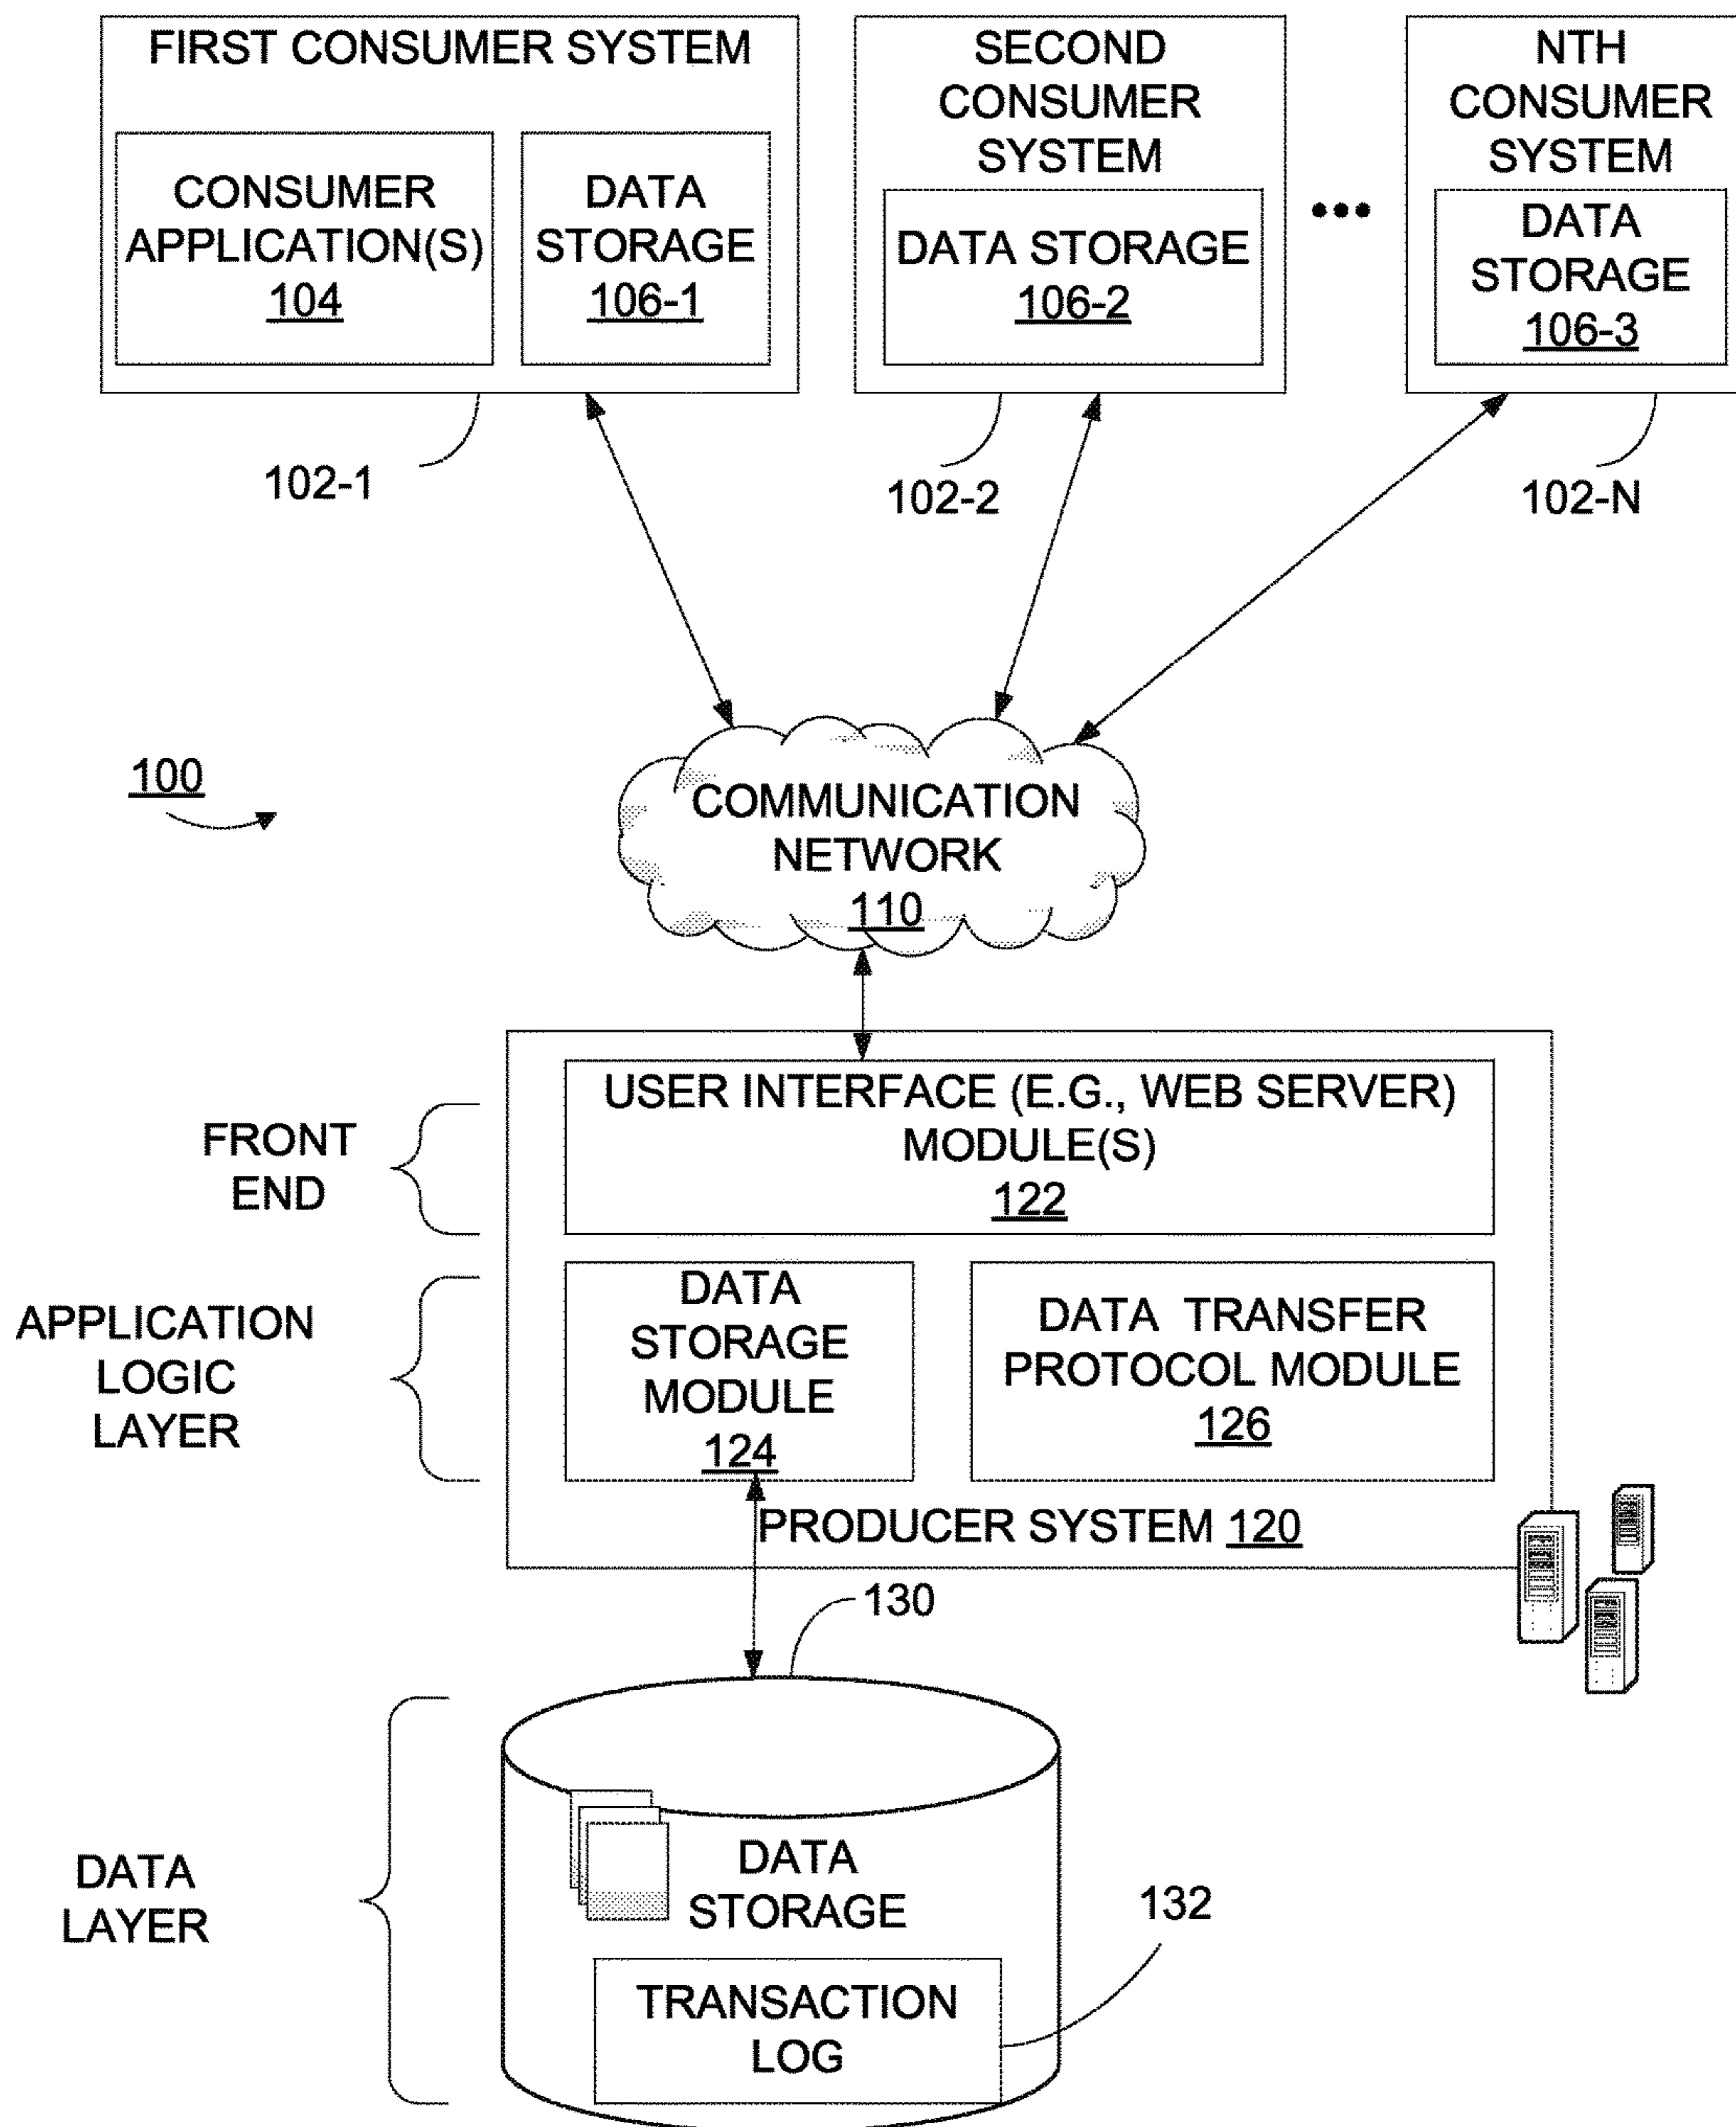 FIRST CONSUMER SYSTEM
CONSUMER
APPLICATION(S)
104
DATA
STORAGE
106-1
SECOND
CONSUMER
SYSTEM
DATA STORAGE
106-2
NTH
CONSUMER
SYSTEM
DATA
STORAGE
106-3
102-1
102-2
102-N
100
COMMUNICATION
NETWORK
110
FRONT
END
USER INTERFACE (E.G., WEB SERVER)
MODULE(S)
122
APPLICATION
LOGIC
LAYER
DATA
STORAGE
MODULE
124
DATA TRANSFER
PROTOCOL MODULE
126
PRODUCER SYSTEM 120
130
DATA
LAYER
DATA
STORAGE
132
TRANSACTION
LOG